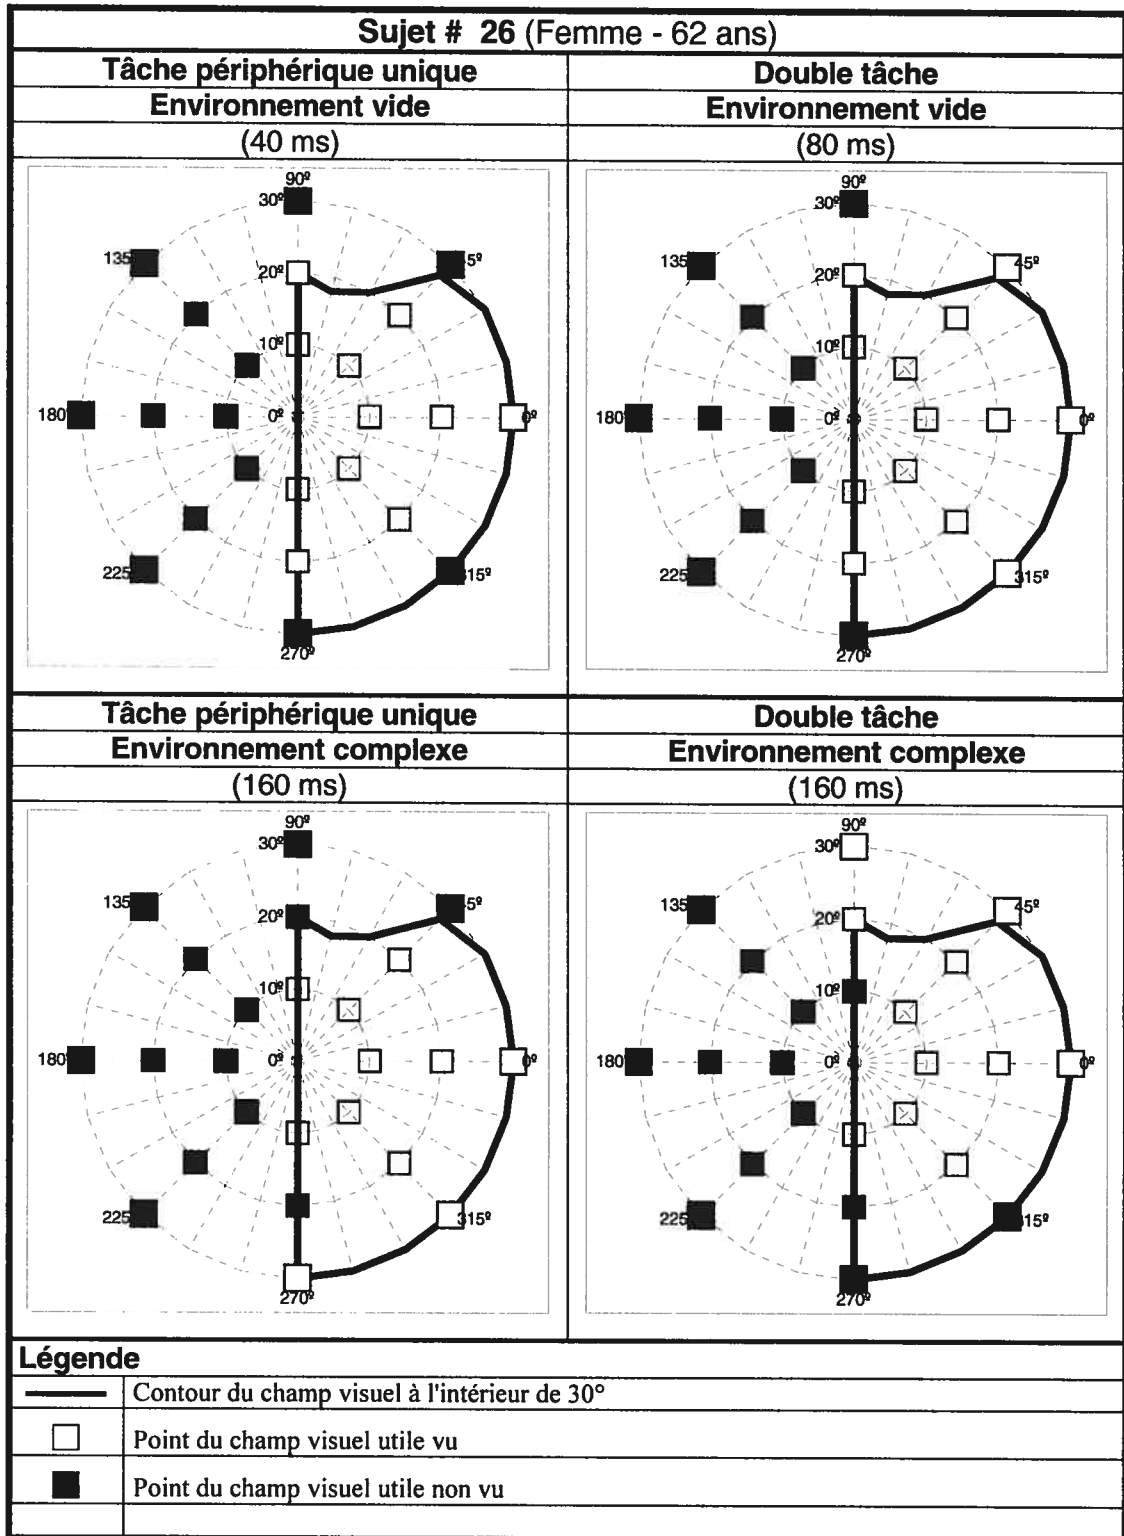 Sujet # 26 (Femme - 62 ans)
Tâche périphérique unique
Environnement vide
(40 ms)
90º
30º
135
5º
20º
10º
180
0º
0º
225
315º
270º
Double tâche
Environnement vide
(80 ms)
90º
30º
135
45º
20º
10º
180
0º
0º
225
315º
270º
Tâche périphérique unique
Environnement complexe
(160 ms)
90º
30º
135
5º
20º
10º
180
0º
0º
225
315º
270º
Double tâche
Environnement complexe
(160 ms)
90º
30º
135
45º
20º
10º
180
0º
0º
225
15º
270º
Légende
Contour du champ visuel à l'intérieur de 30°
Point du champ visuel utile vu
Point du champ visuel utile non vu